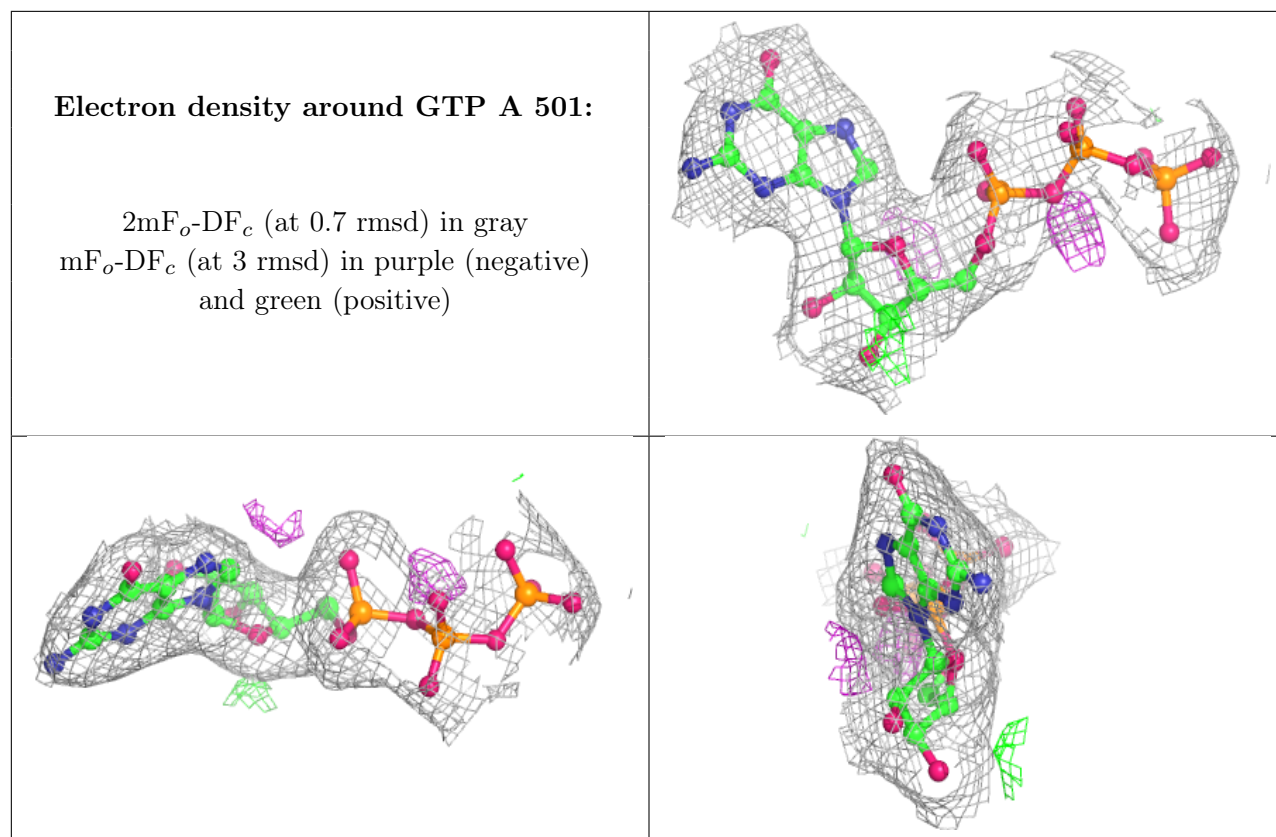 Electron density around GTP A 501:
2mFo-DFc (at 0.7 rmsd) in gray
mFo-DFc (at 3 rmsd) in purple (negative)
and green (positive)